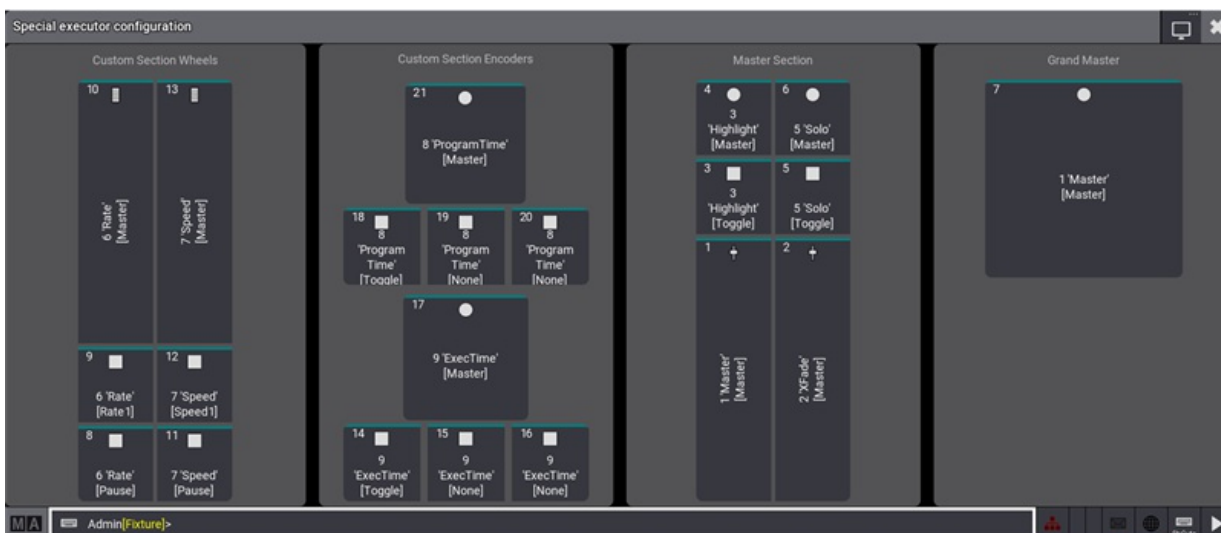 Special executor configuration
Custom Section Wheels
10
6 'Rate'
[Master]
13
7 'Speed'
[Master]
9
6 'Rate'
[Rate1]
12
7 'Speed'
[Speed1]
8
6 'Rate'
[Pause]
11
7 'Speed'
[Pause]
Custom Section Encoders
21
8 'ProgramTime'
[Master]
18
8
'Program
Time'
[Toggle]
19
8
'Program
Time'
[None]
20
8
'Program
Time'
[None]
17
9 'ExecTime'
[Master]
14
9
'ExecTime'
[Toggle]
15
9
'ExecTime'
[None]
16
9
'ExecTime'
[None]
Master Section
4
3
'Highlight'
[Master]
6
5 'Solo'
[Master]
3
3
'Highlight'
[Toggle]
5
5 'Solo'
[Toggle]
1
1 'Master'
[Master]
2
2 'XFade'
[Master]
Grand Master
7
1 'Master'
[Master]
MA
Admin[Fixture]>